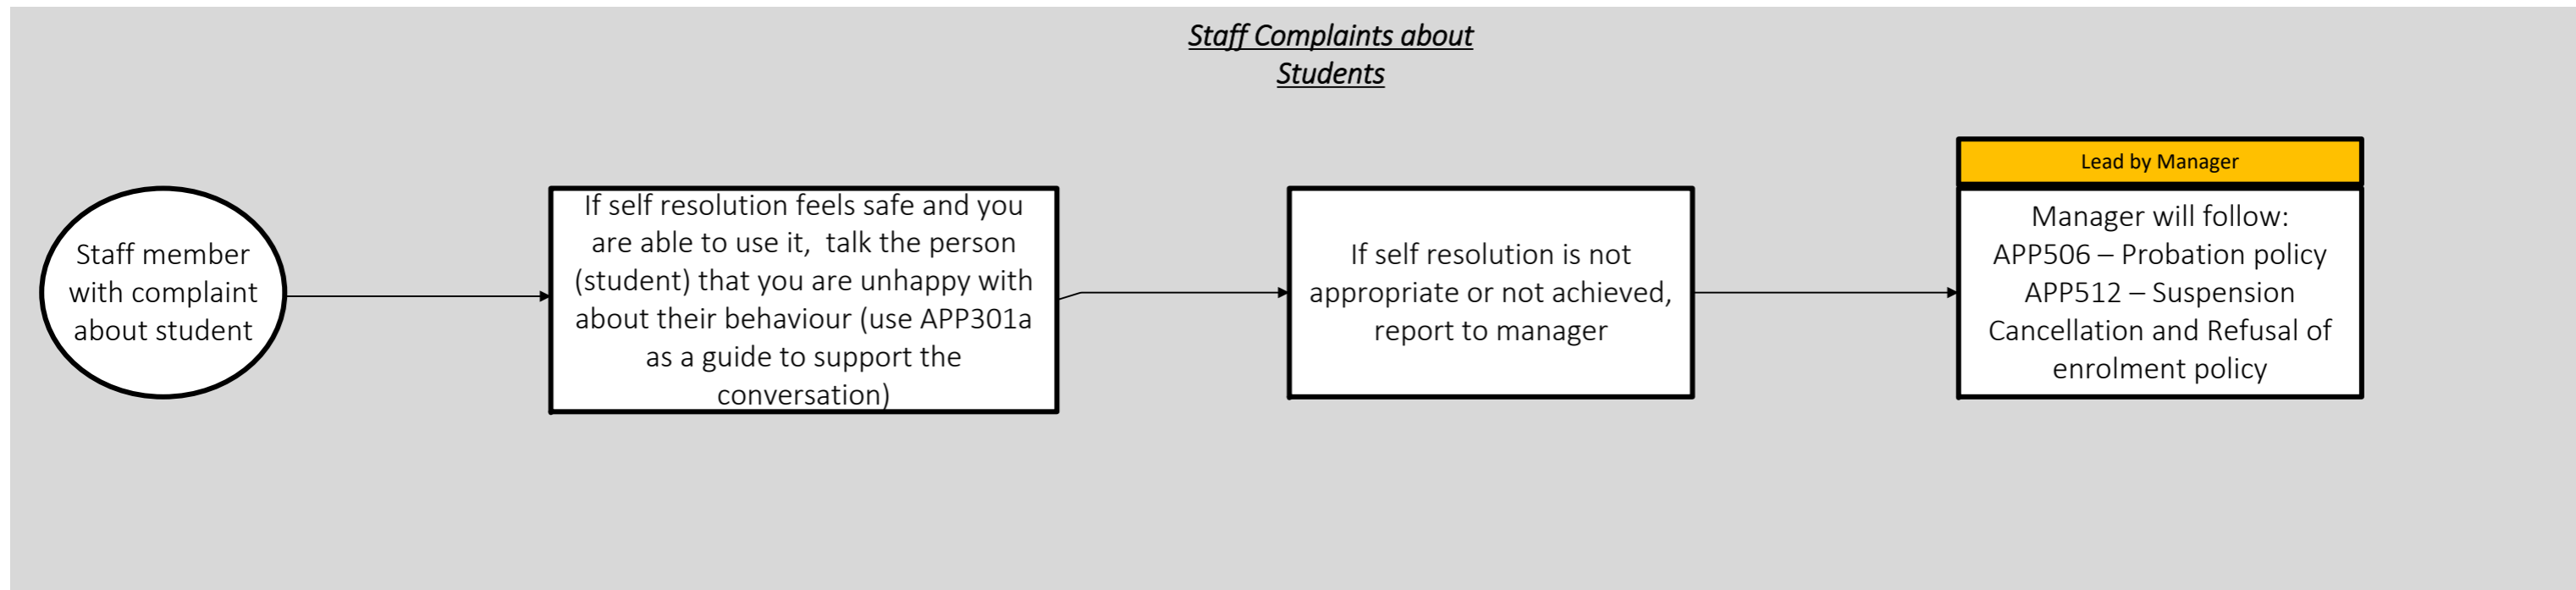 Staff Complaints about
Students
Staff member
with complaint
about student
If self resolution feels safe and you
are able to use it, talk the person
(student) that you are unhappy with
about their behaviour (use APP301a
as a guide to support the
conversation)
If self resolution is not
appropriate or not achieved,
report to manager
Lead by Manager
Manager will follow:
APP506 – Probation policy
APP512 – Suspension
Cancellation and Refusal of
enrolment policy